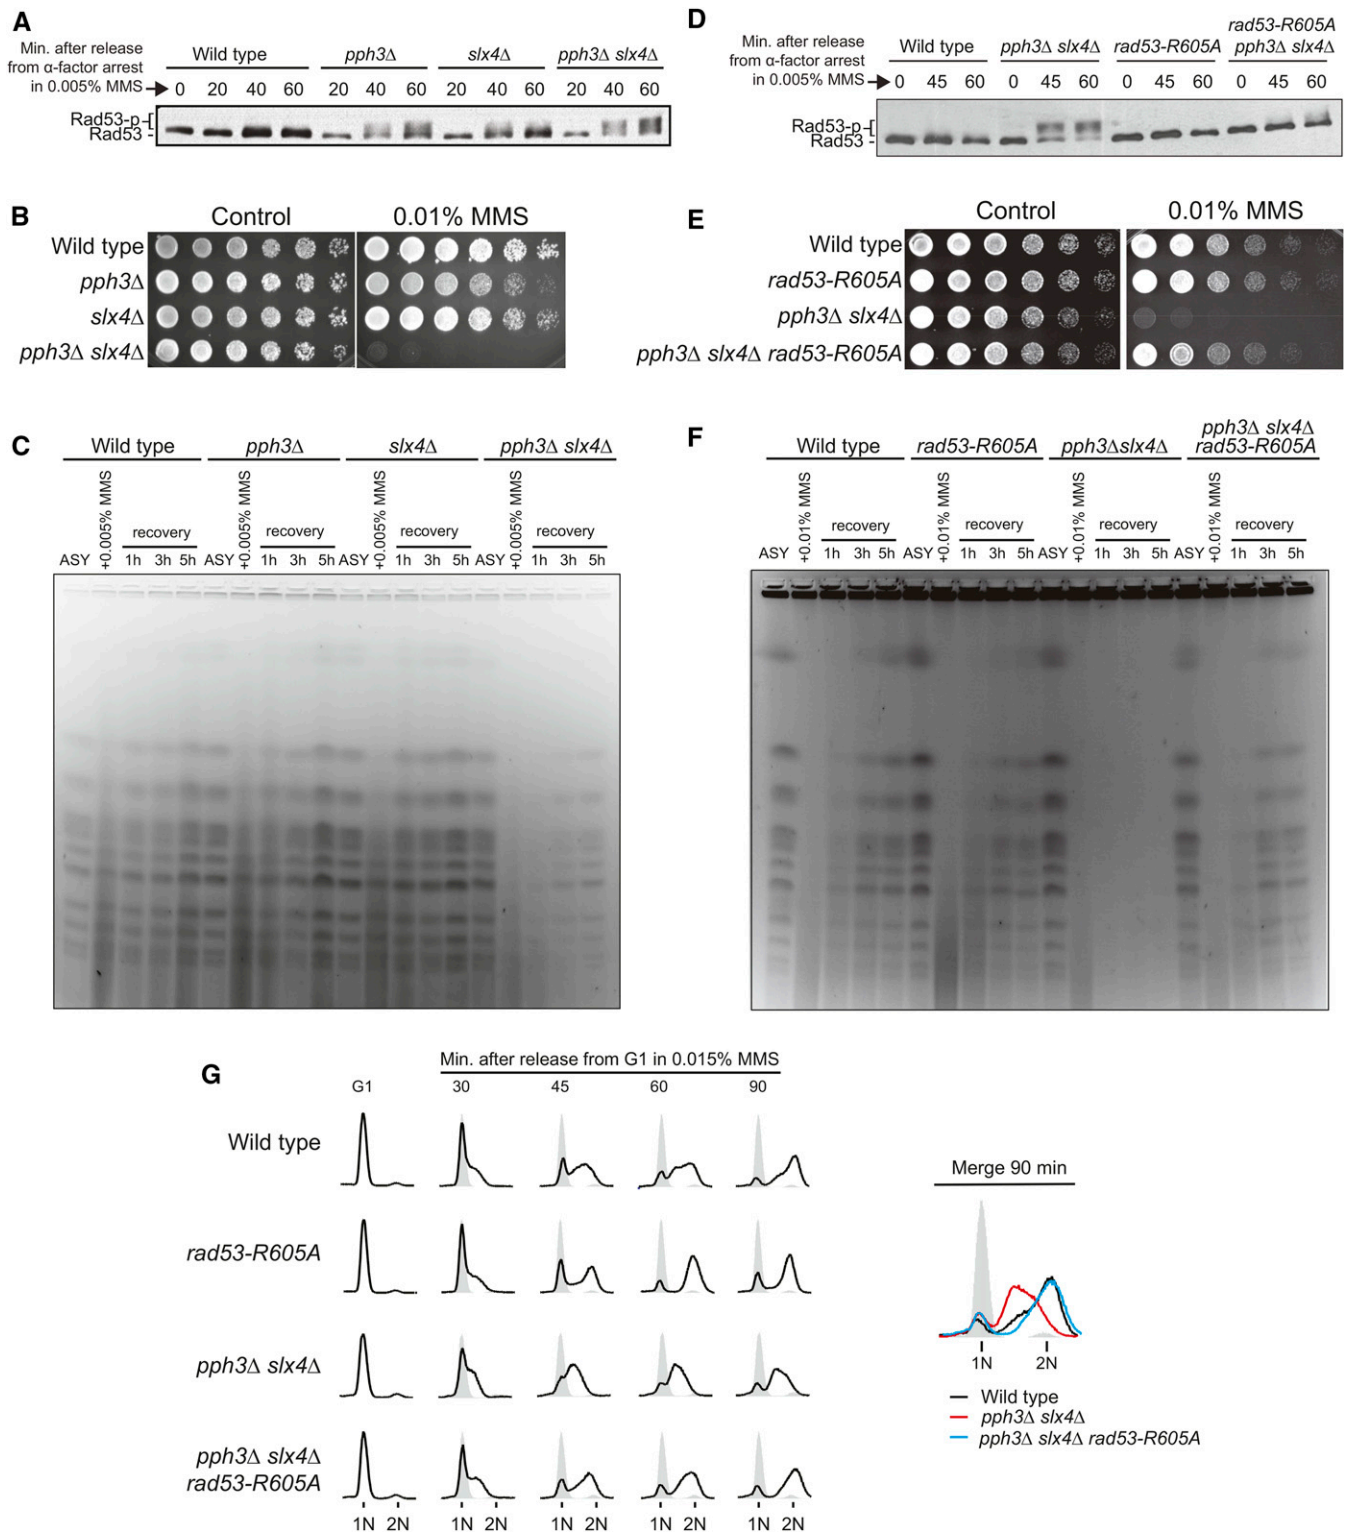 A
Min. after release
from α-factor arrest
in 0.005% MMS
Wild type pph3Δ slx4Δ pph3Δ slx4Δ
0 20 40 60 20 40 60 20 40 60 20 40 60
Rad53-p
Rad53 -
B
Control 0.01% MMS
Wild type
pph3Δ
slx4Δ
pph3Δ slx4Δ
C
Wild type pph3Δ slx4Δ pph3Δ slx4Δ
+0.005% MMS +0.005% MMS +0.005% MMS +0.005% MMS
recovery recovery recovery recovery
ASY 1h 3h 5h ASY 1h 3h 5h ASY 1h 3h 5h ASY 1h 3h 5h
D
Min. after release
from α-factor arrest
in 0.005% MMS
Wild type pph3Δ slx4Δ rad53-R605A rad53-R605A
pph3Δ slx4Δ
0 45 60 0 45 60 0 45 60 0 45 60
Rad53-p
Rad53 -
E
Control 0.01% MMS
Wild type
rad53-R605A
pph3Δ slx4Δ
pph3Δ slx4Δ rad53-R605A
F
Wild type rad53-R605A pph3Δslx4Δ pph3Δ slx4Δ
rad53-R605A
+0.01% MMS +0.01% MMS +0.01% MMS +0.01% MMS
recovery recovery recovery recovery
ASY 1h 3h 5h ASY 1h 3h 5h ASY 1h 3h 5h ASY 1h 3h 5h
G
Min. after release from G1 in 0.015% MMS
G1 30 45 60 90
Wild type
rad53-R605A
pph3Δ slx4Δ
pph3Δ slx4Δ
rad53-R605A
1N 2N 1N 2N 1N 2N 1N 2N 1N 2N
Merge 90 min
1N 2N
Wild type
pph3Δ slx4Δ
pph3Δ slx4Δ rad53-R605A